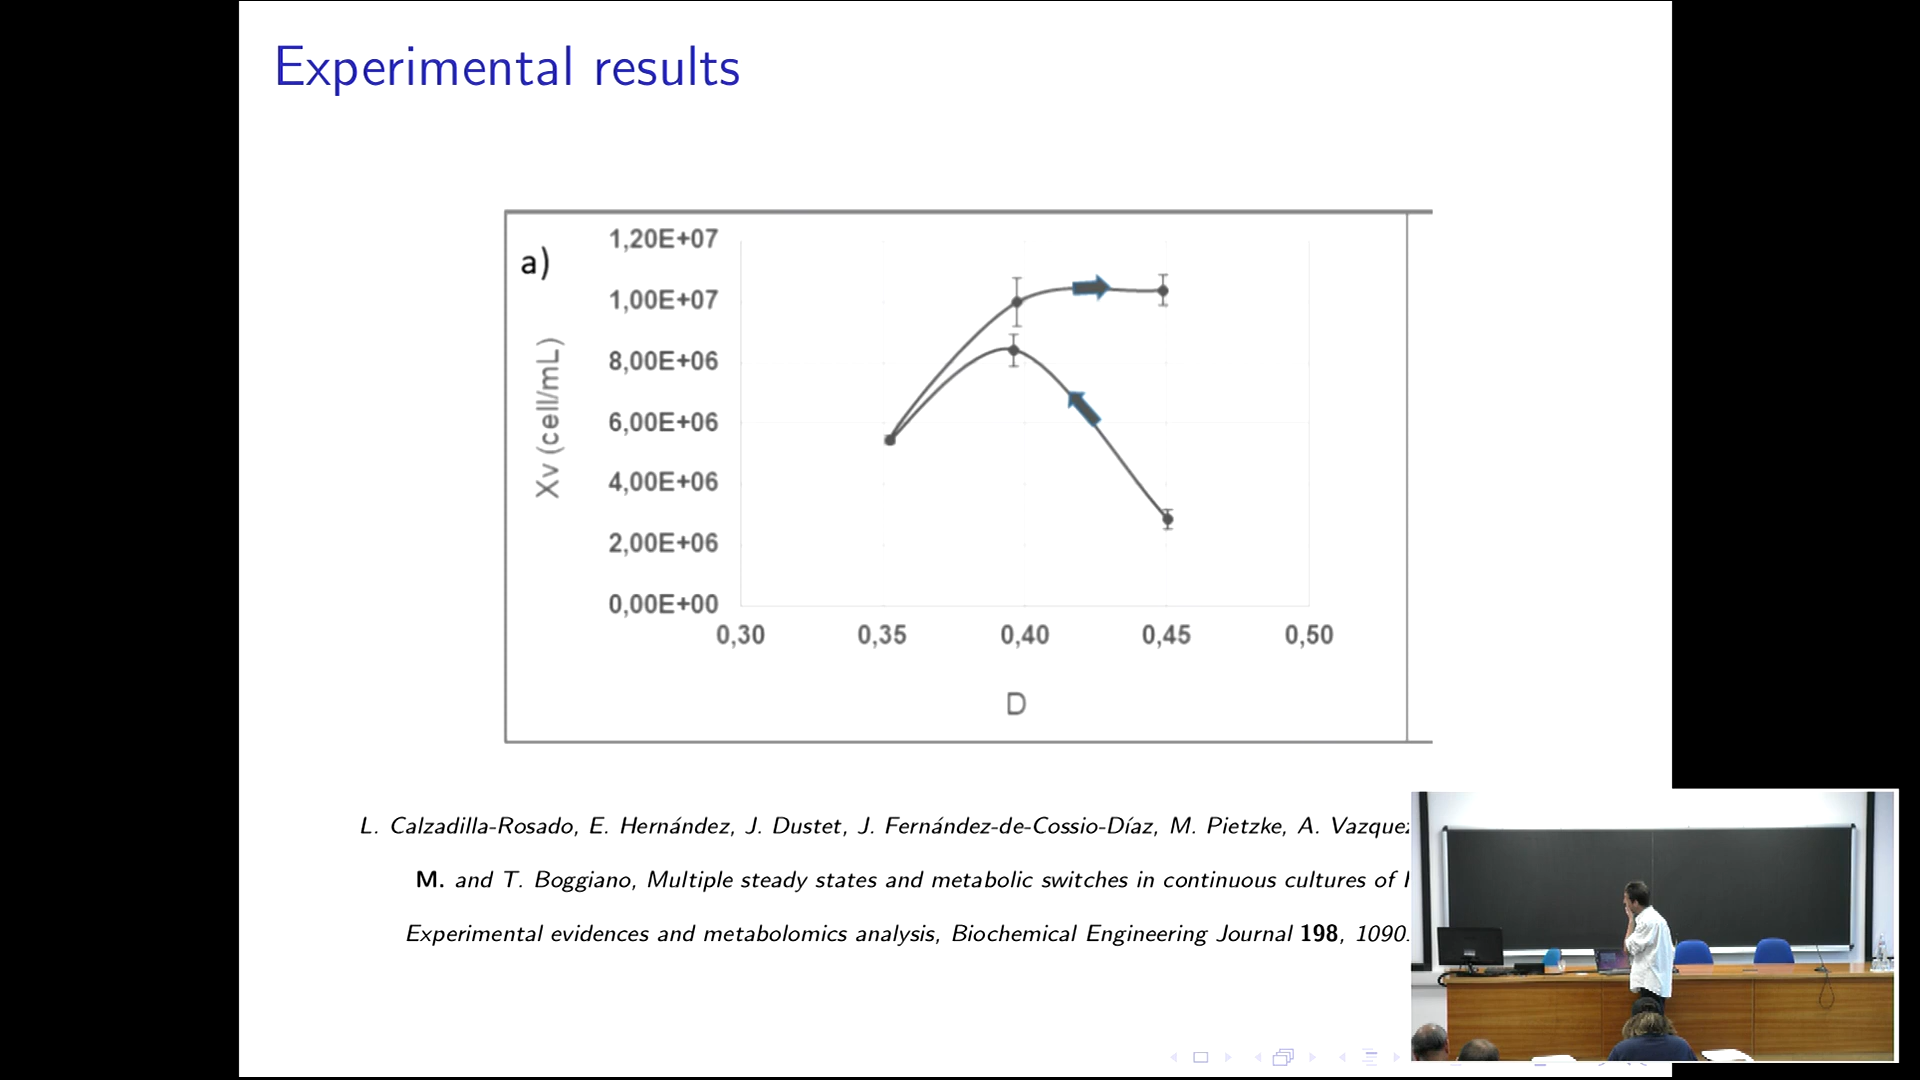 Experimental results
a)
1,20E+07
1,00E+07
8,00E+06
6,00E+06
4,00E+06
2,00E+06
0,00E+00
Xv (cell/mL)
0,30 0,35 0,40 0,45 0,50
D
L. Calzadilla-Rosado, E. Hernández, J. Dustet, J. Fernández-de-Cossio-Díaz, M. Pietzke, A. Vazquez
M. and T. Boggiano, Multiple steady states and metabolic switches in continuous cultures of
Experimental evidences and metabolomics analysis, Biochemical Engineering Journal 198, 1090